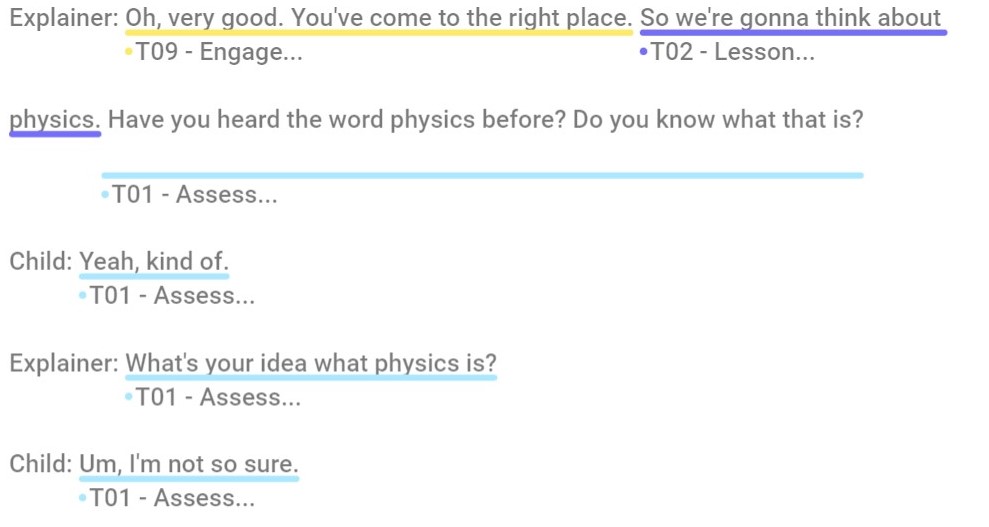 Explainer: Oh, very good. You've come to the right place. So we're gonna think about
T09 - Engage... T02 - Lesson...
physics. Have you heard the word physics before? Do you know what that is?
T01 - Assess...
Child: Yeah, kind of.
T01 - Assess...
Explainer: What's your idea what physics is?
T01 - Assess...
Child: Um, I'm not so sure.
T01 - Assess...